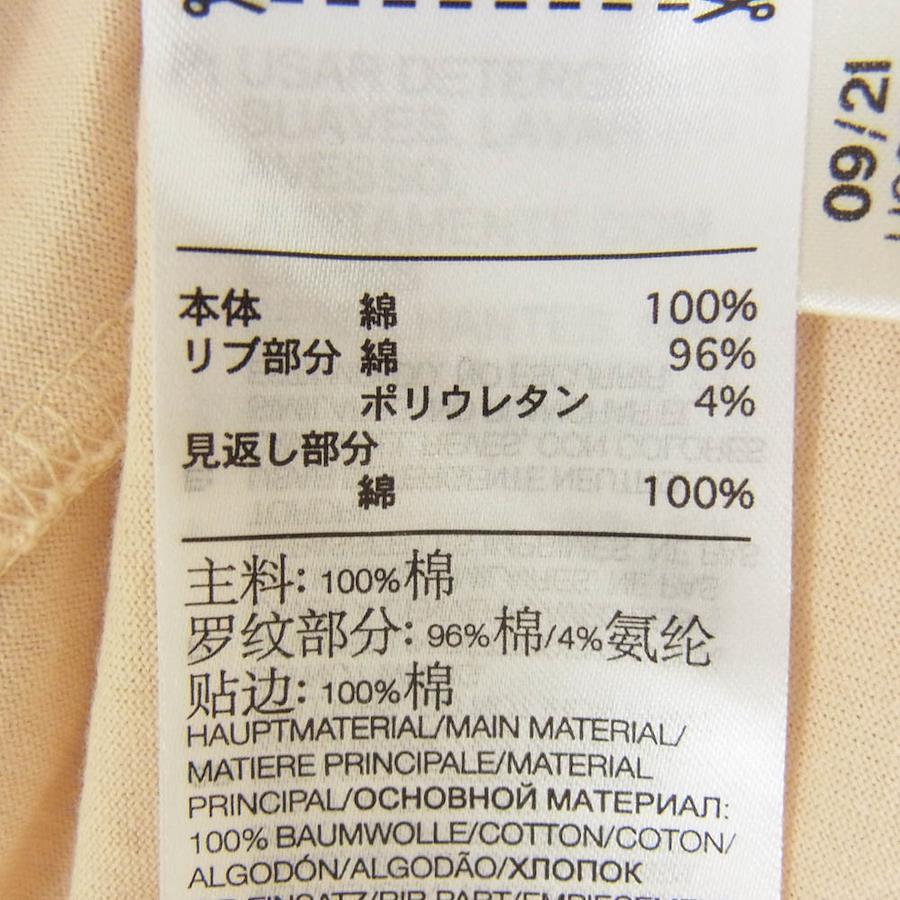 09/21
本体 綿 100%
リブ部分 綿 96%
ポリウレタン 4%
見返し部分
綿 100%
主料: 100%棉
罗纹部分: 96%棉/4%氨纶
贴边: 100%棉
HAUPTMATERIAL/MAIN MATERIAL/
MATIERE PRINCIPALE/MATERIAL
PRINCIPAL/ОСНОВНОЙ МАТЕРИАЛ:
100% BAUMWOLLE/COTTON/COTON/
ALGODÓN/ALGODÃO/ХЛОПОК